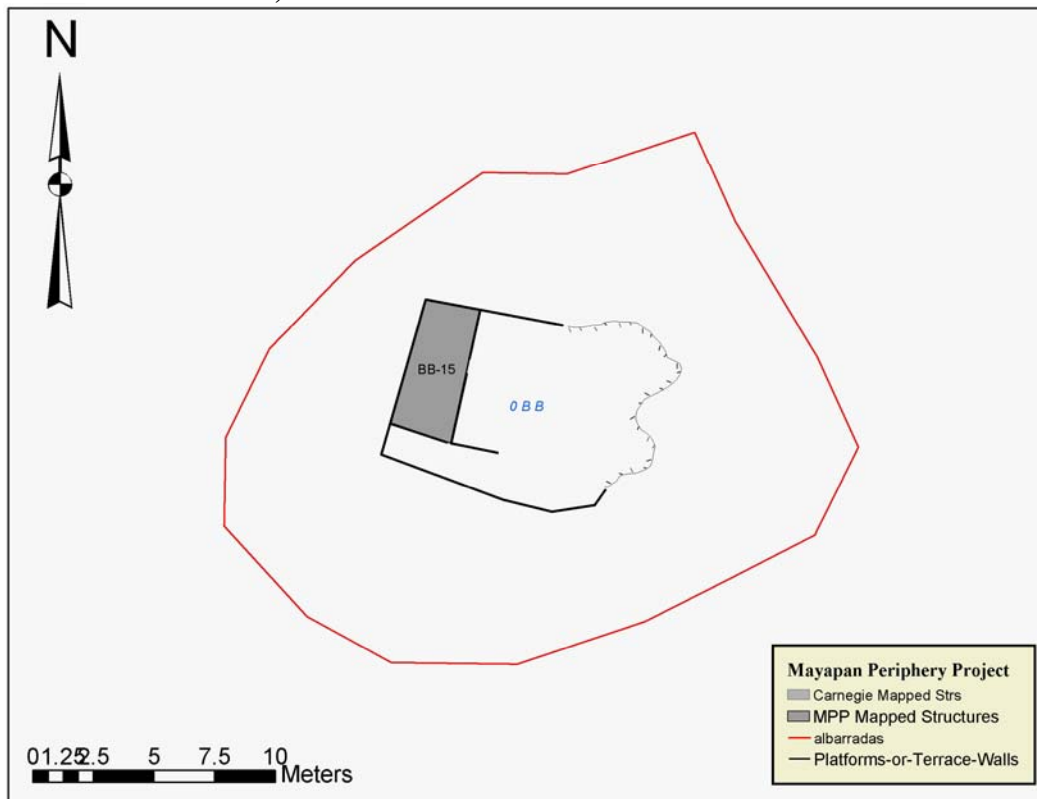 N
BB-15
0 B B
01.252.5 5 7.5 10
Meters
Mayapan Periphery Project
Carnegie Mapped Strs
MPP Mapped Structures
albarradas
Platforms-or-Terrace-Walls